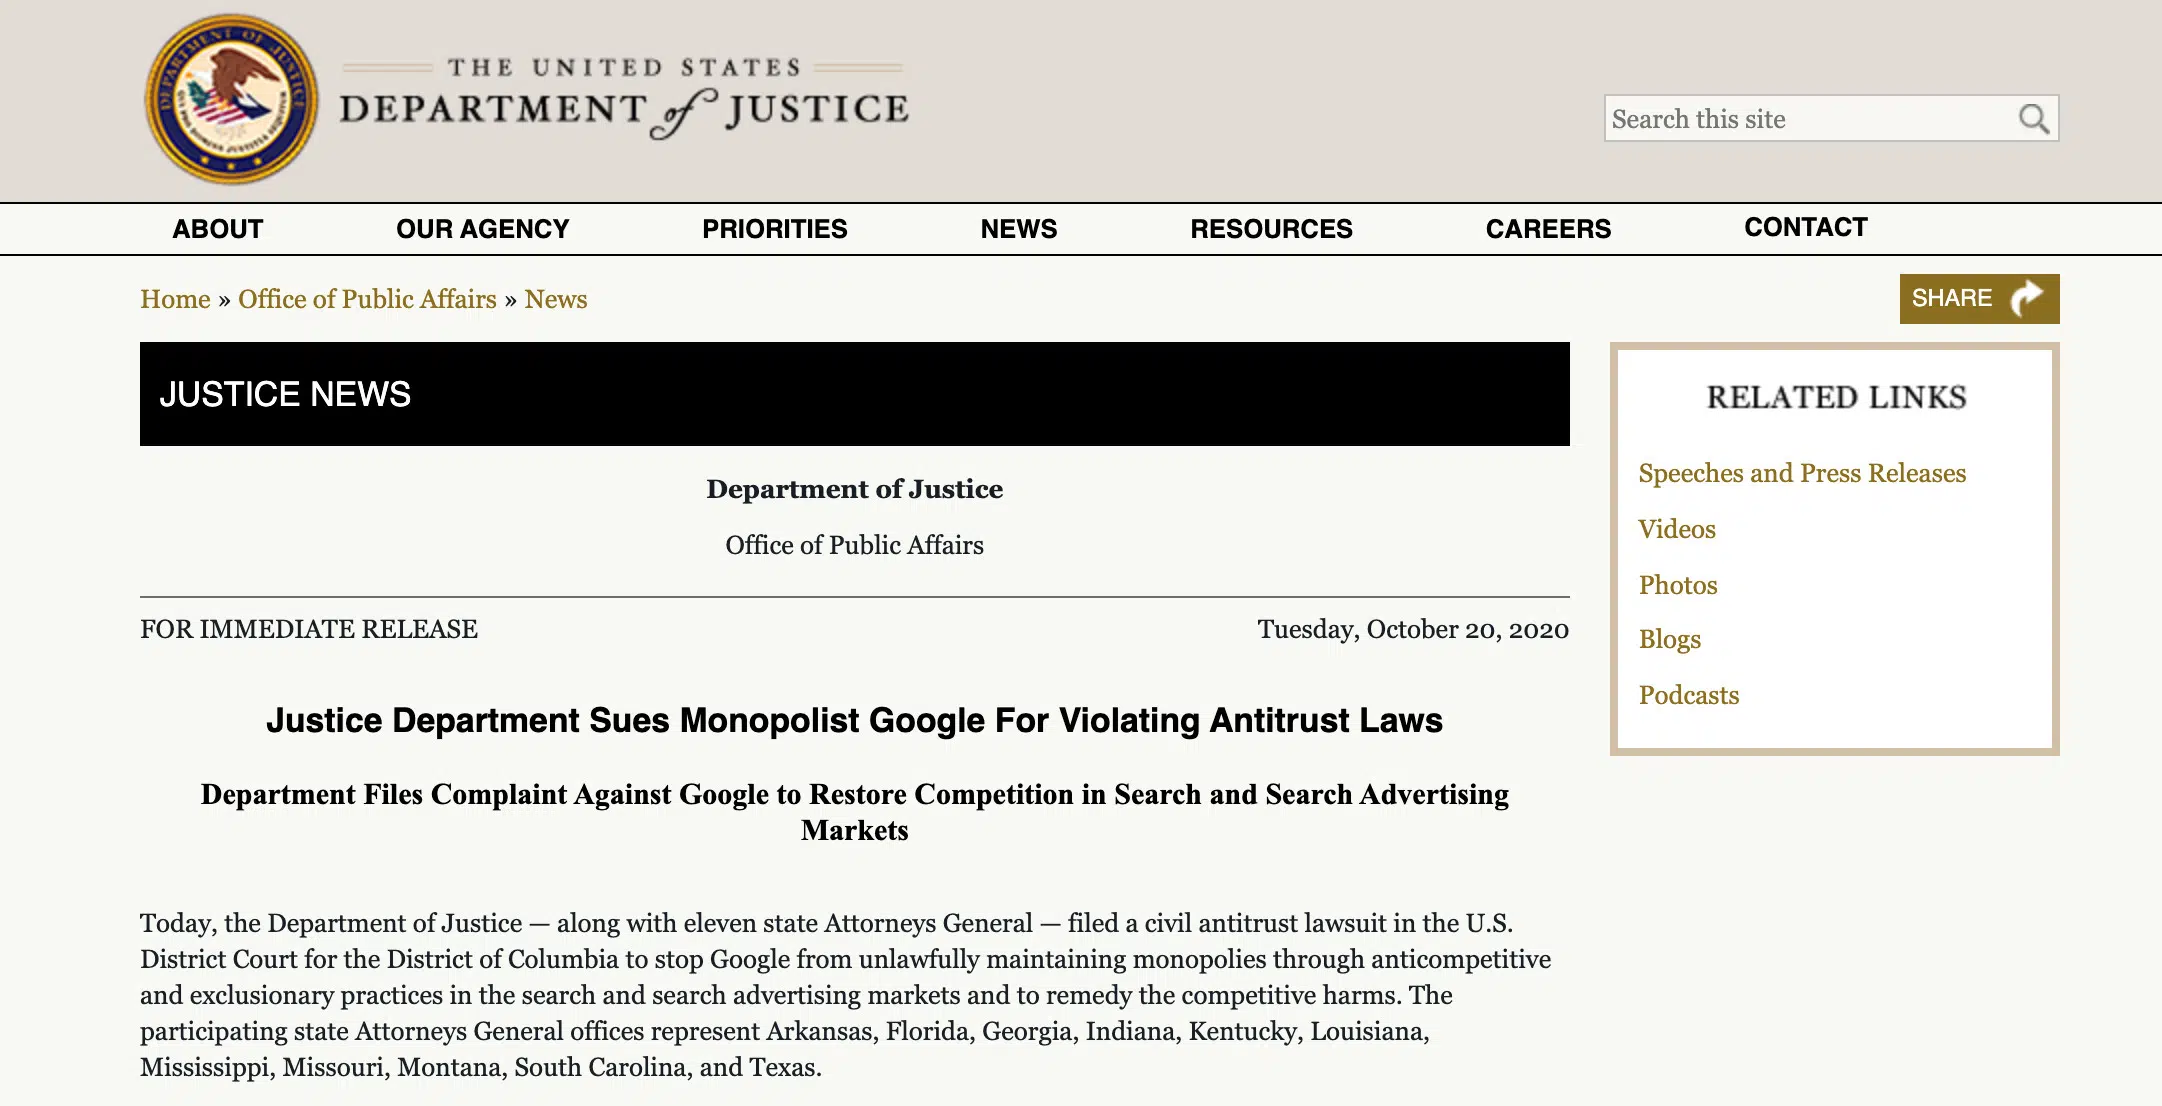 THE UNITED STATES
DEPARTMENT of JUSTICE
Search this site
ABOUT OUR AGENCY PRIORITIES NEWS RESOURCES CAREERS CONTACT
Home » Office of Public Affairs » News
SHARE
JUSTICE NEWS
Department of Justice
Office of Public Affairs
FOR IMMEDIATE RELEASE Tuesday, October 20, 2020
Justice Department Sues Monopolist Google For Violating Antitrust Laws
Department Files Complaint Against Google to Restore Competition in Search and Search Advertising
Markets
Today, the Department of Justice — along with eleven state Attorneys General — filed a civil antitrust lawsuit in the U.S.
District Court for the District of Columbia to stop Google from unlawfully maintaining monopolies through anticompetitive
and exclusionary practices in the search and search advertising markets and to remedy the competitive harms. The
participating state Attorneys General offices represent Arkansas, Florida, Georgia, Indiana, Kentucky, Louisiana,
Mississippi, Missouri, Montana, South Carolina, and Texas.
RELATED LINKS
Speeches and Press Releases
Videos
Photos
Blogs
Podcasts
DEPARTMENT OF JUSTICE